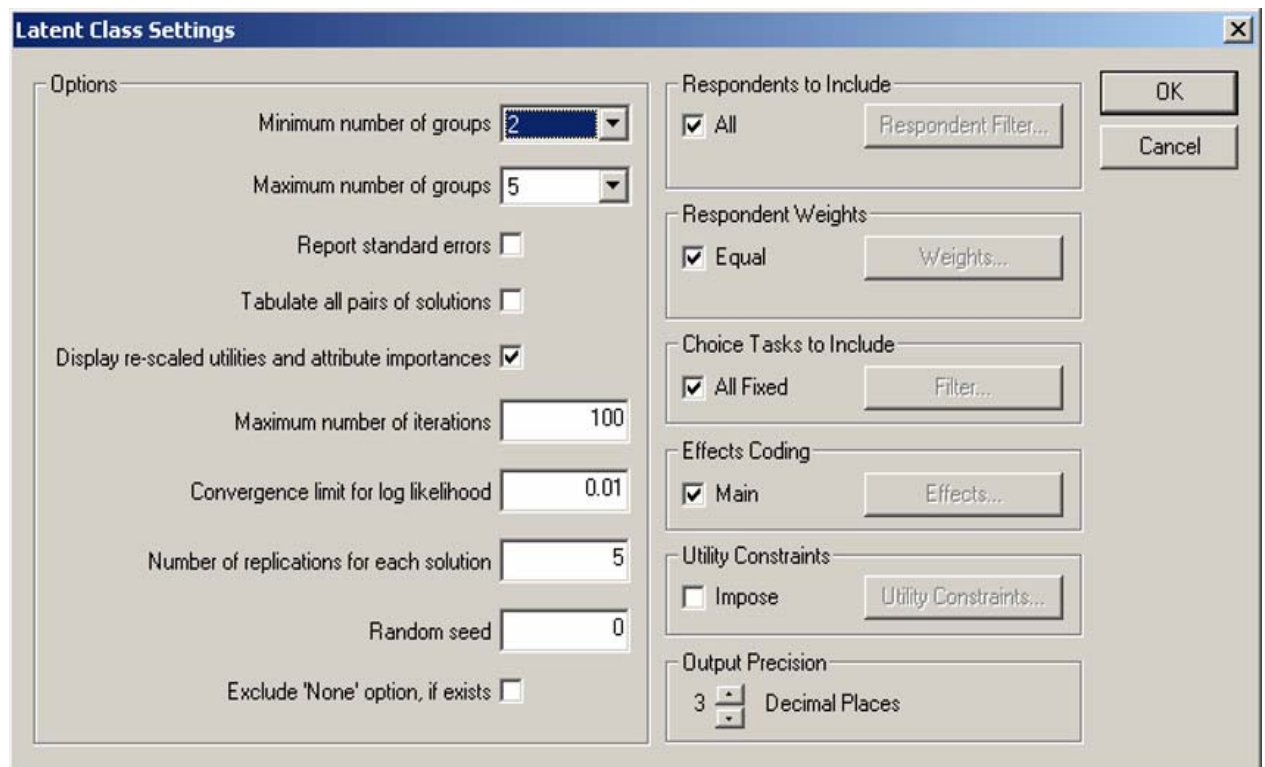 Latent Class Settings
Options
Minimum number of groups 2
Maximum number of groups 5
Report standard errors
Tabulate all pairs of solutions
Display re-scaled utilities and attribute importances
Maximum number of iterations 100
Convergence limit for log likelihood 0.01
Number of replications for each solution 5
Random seed 0
Exclude 'None' option, if exists
Respondents to Include
All Respondent Filter...
Respondent Weights
Equal Weights...
Choice Tasks to Include
All Fixed Filter...
Effects Coding
Main Effects...
Utility Constraints
Impose Utility Constraints...
Output Precision
3 Decimal Places
OK
Cancel